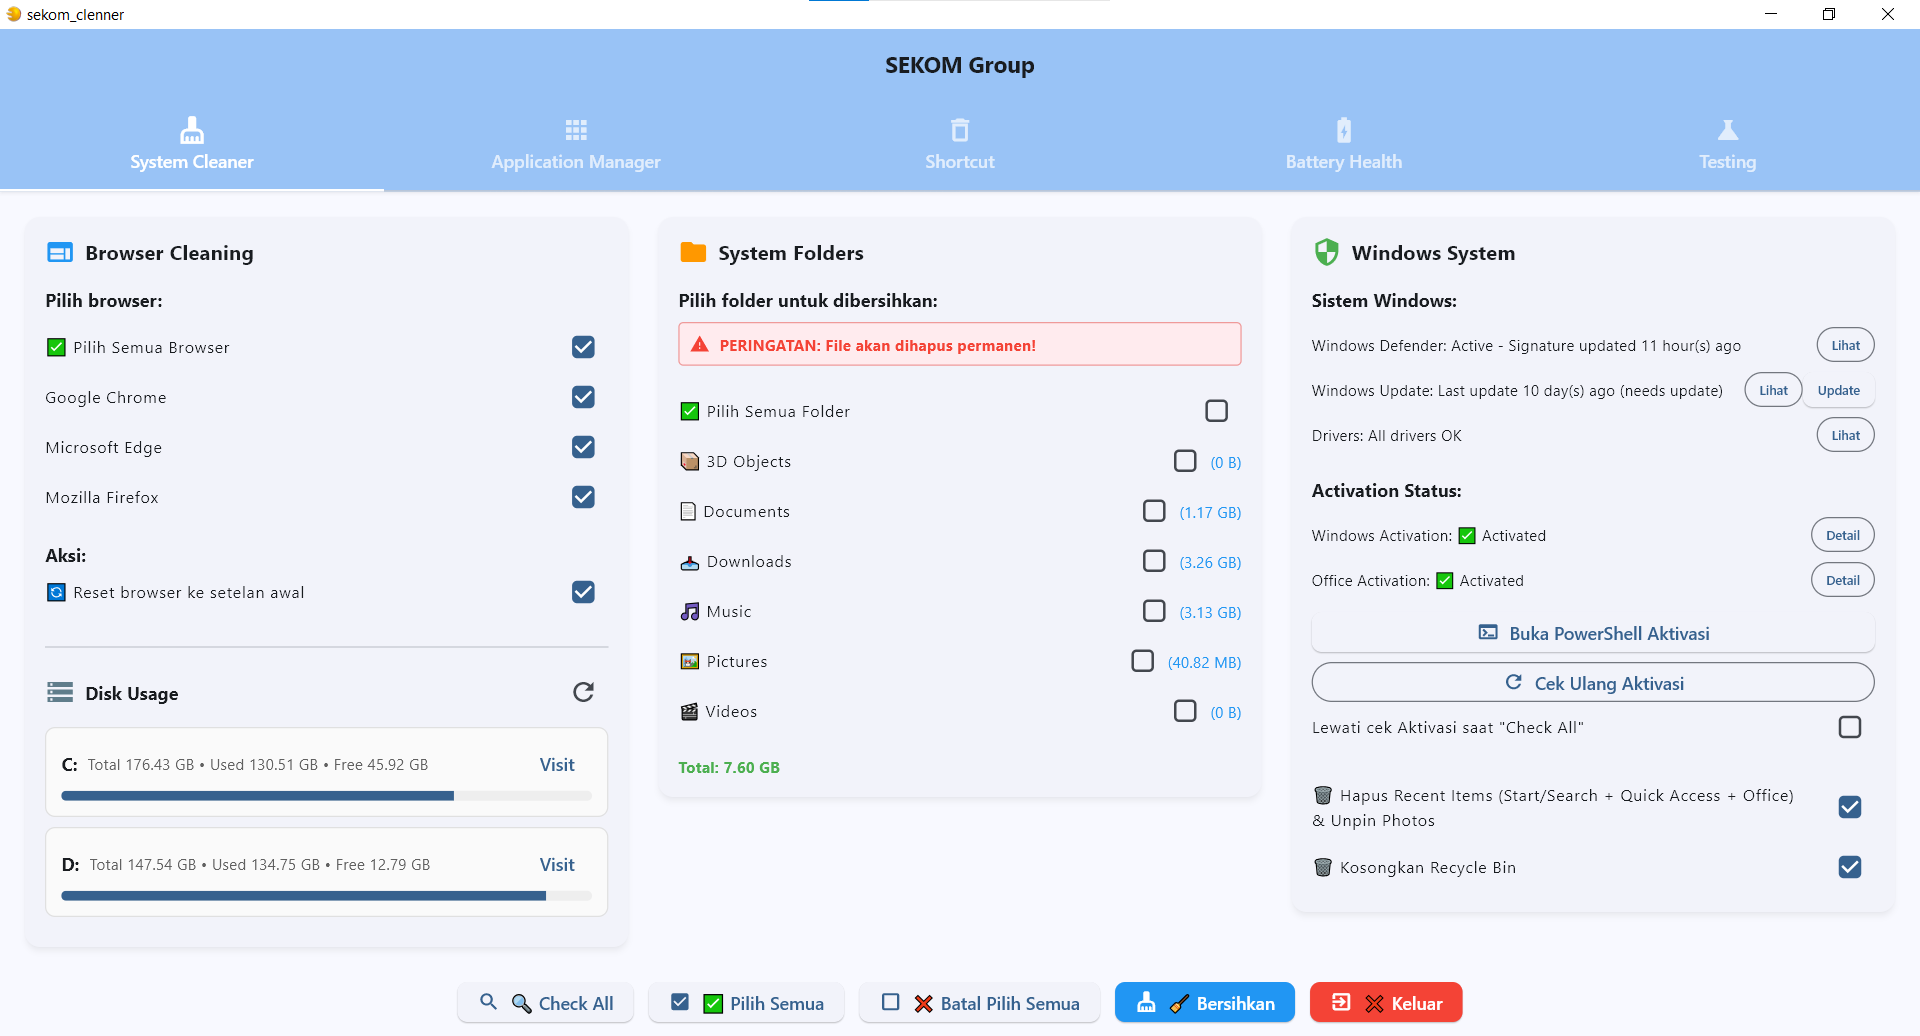 sekom_clenner
SEKOM Group
System Cleaner
Application Manager
Shortcut
Battery Health
Testing
Browser Cleaning
Pilih browser:
Pilih Semua Browser
Google Chrome
Microsoft Edge
Mozilla Firefox
Aksi:
Reset browser ke setelan awal
Disk Usage
C: Total 176.43 GB • Used 130.51 GB • Free 45.92 GB Visit
D: Total 147.54 GB • Used 134.75 GB • Free 12.79 GB Visit
System Folders
Pilih folder untuk dibersihkan:
PERINGATAN: File akan dihapus permanen!
Pilih Semua Folder
3D Objects (0 B)
Documents (1.17 GB)
Downloads (3.26 GB)
Music (3.13 GB)
Pictures (40.82 MB)
Videos (0 B)
Total: 7.60 GB
Windows System
Sistem Windows:
Windows Defender: Active - Signature updated 11 hour(s) ago Lihat
Windows Update: Last update 10 day(s) ago (needs update) Lihat Update
Drivers: All drivers OK Lihat
Activation Status:
Windows Activation: ✅ Activated Detail
Office Activation: ✅ Activated Detail
Buka PowerShell Aktivasi
Cek Ulang Aktivasi
Lewati cek Aktivasi saat "Check All"
Hapus Recent Items (Start/Search + Quick Access + Office)
& Unpin Photos
Kosongkan Recycle Bin
Check All
Pilih Semua
Batal Pilih Semua
Bersihkan
Keluar